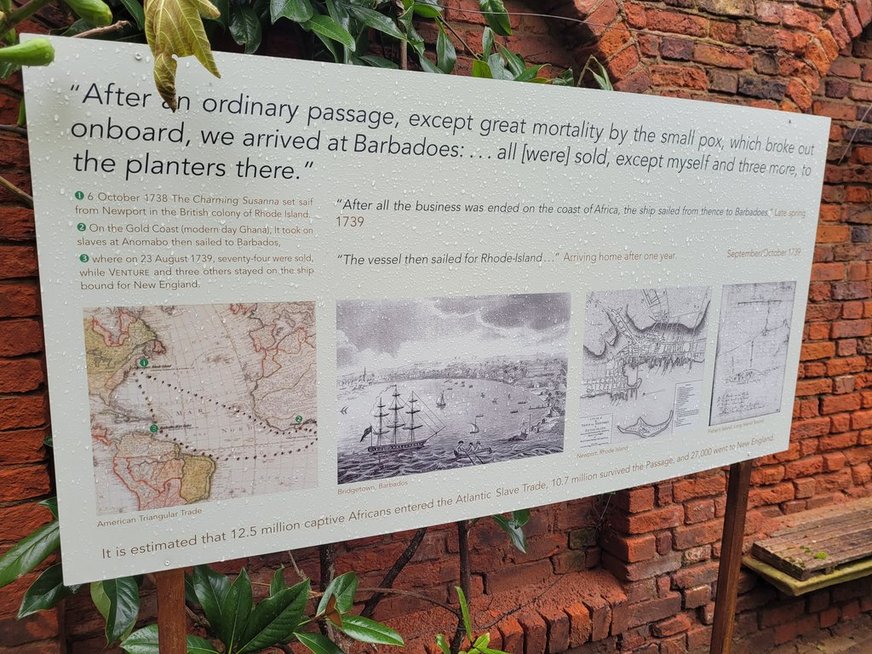 “After an ordinary passage, except great mortality by the small pox, which broke out
onboard, we arrived at Barbadoes: . . . all [were] sold, except myself and three more, to
the planters there.”
1 6 October 1738 The Charming Susanna set sail
from Newport in the British colony of Rhode Island.
2 On the Gold Coast (modern day Ghana), It took on
slaves at Anomabo then sailed to Barbados,
3 where on 23 August 1739, seventy-four were sold,
while VENTURE and three others stayed on the ship
bound for New England.
“After all the business was ended on the coast of Africa, the ship sailed from thence to Barbadoes.” Late spring
1739
“The vessel then sailed for Rhode-Island...” Arriving home after one year. September/October 1739
1
2
3
American Triangular Trade
Bridgetown, Barbados
Newport, Rhode Island
It is estimated that 12.5 million captive Africans entered the Atlantic Slave Trade, 10.7 million survived the Passage, and 27,000 went to New England.